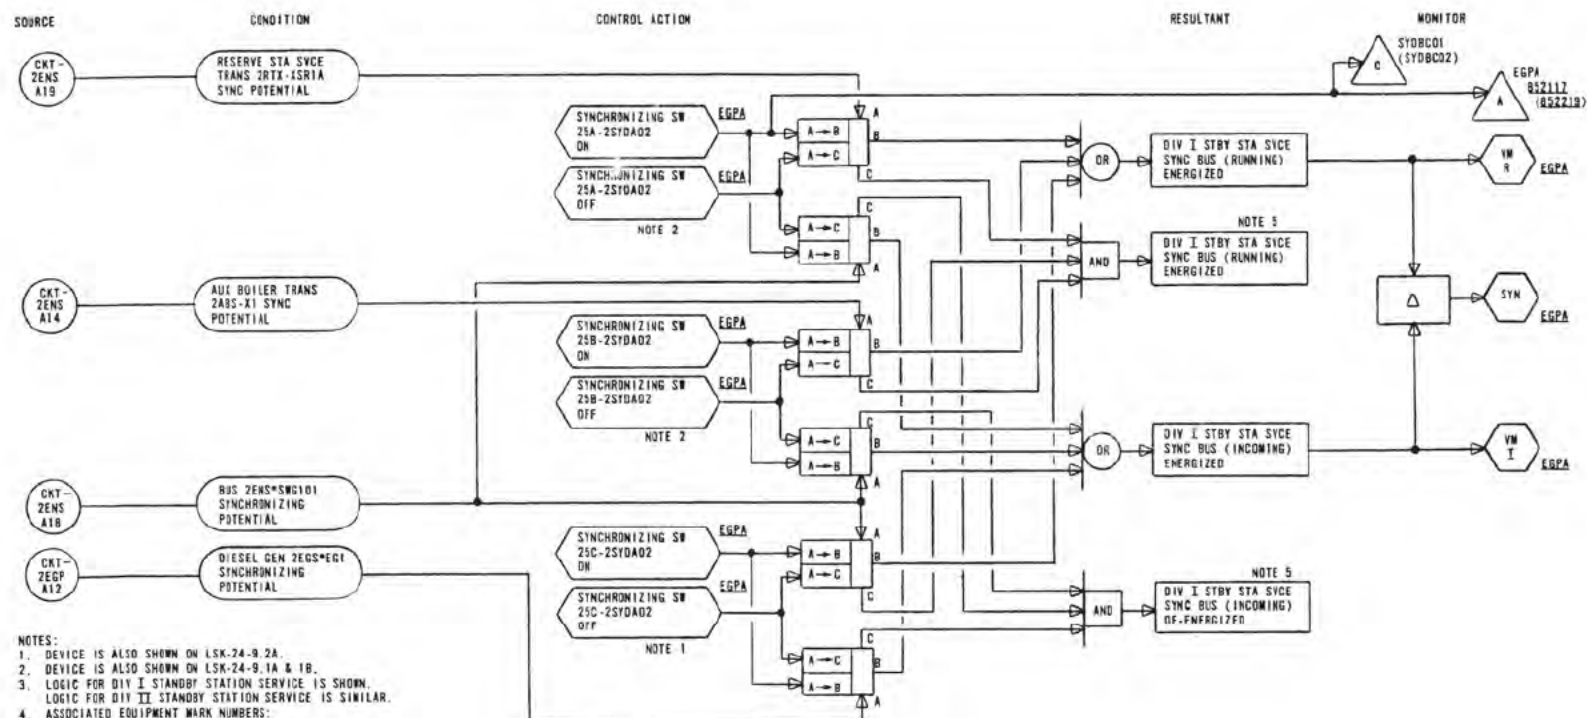 SOURCE
CONDITION
CONTROL ACTION
RESULTANT
MONITOR
CKT-
2ENS
A19
RESERVE STA SVCE
TRANS 2RTX-XSR1A
SYNC POTENTIAL
SYNCHRONIZING SW
25A-2SYDA02
ON
EGPA
SYNCHRONIZING SW
25A-2SYDA02
OFF
EGPA
NOTE 2
A→B
A→C
A
B
C
A→C
A→B
C
B
A
OR
DIV I STBY STA SVCE
SYNC BUS (RUNNING)
ENERGIZED
C
SYDBC01
(SYDBC02)
A
EGPA
852117
(852219)
VM
R
EGPA
AND
NOTE 5
DIV I STBY STA SVCE
SYNC BUS (RUNNING)
ENERGIZED
CKT-
2ENS
A14
AUX BOILER TRANS
2ABS-X1 SYNC
POTENTIAL
SYNCHRONIZING SW
25B-2SYDA02
ON
EGPA
SYNCHRONIZING SW
25B-2SYDA02
OFF
EGPA
NOTE 2
A→B
A→C
A
B
C
A→C
A→B
C
B
A
Δ
SYN
EGPA
OR
DIV I STBY STA SVCE
SYNC BUS (INCOMING)
ENERGIZED
VM
I
EGPA
CKT-
2ENS
A18
BUS 2ENS*SWG101
SYNCHRONIZING
POTENTIAL
CKT-
2EGP
A12
DIESEL GEN 2EGS*EG1
SYNCHRONIZING
POTENTIAL
SYNCHRONIZING SW
25C-2SYDA02
ON
EGPA
SYNCHRONIZING SW
25C-2SYDA02
OFF
EGPA
NOTE 1
A→B
A→C
A
B
C
A→C
A→B
C
B
A
AND
NOTE 5
DIV I STBY STA SVCE
SYNC BUS (INCOMING)
DE-ENERGIZED
NOTES:
1. DEVICE IS ALSO SHOWN ON LSK-24-9.2A.
2. DEVICE IS ALSO SHOWN ON LSK-24-9.1A & 1B.
3. LOGIC FOR DIV I STANDBY STATION SERVICE IS SHOWN.
LOGIC FOR DIV II STANDBY STATION SERVICE IS SIMILAR.
4. ASSOCIATED EQUIPMENT MARK NUMBERS: